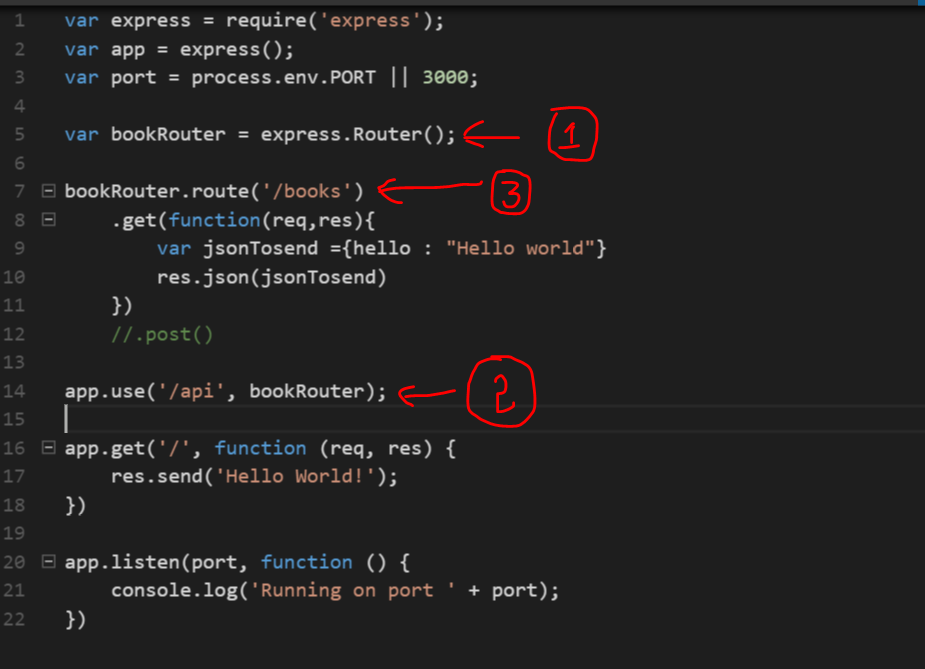 1 var express = require('express');
2 var app = express();
3 var port = process.env.PORT || 3000;
4
5 var bookRouter = express.Router(); 1
6
7 bookRouter.route('/books') 3
8 .get(function(req,res){
9 var jsonTosend ={hello : "Hello world"}
10 res.json(jsonTosend)
11 })
12 //.post()
13
14 app.use('/api', bookRouter); 2
15
16 app.get('/', function (req, res) {
17 res.send('Hello World!');
18 })
19
20 app.listen(port, function () {
21 console.log('Running on port ' + port);
22 })